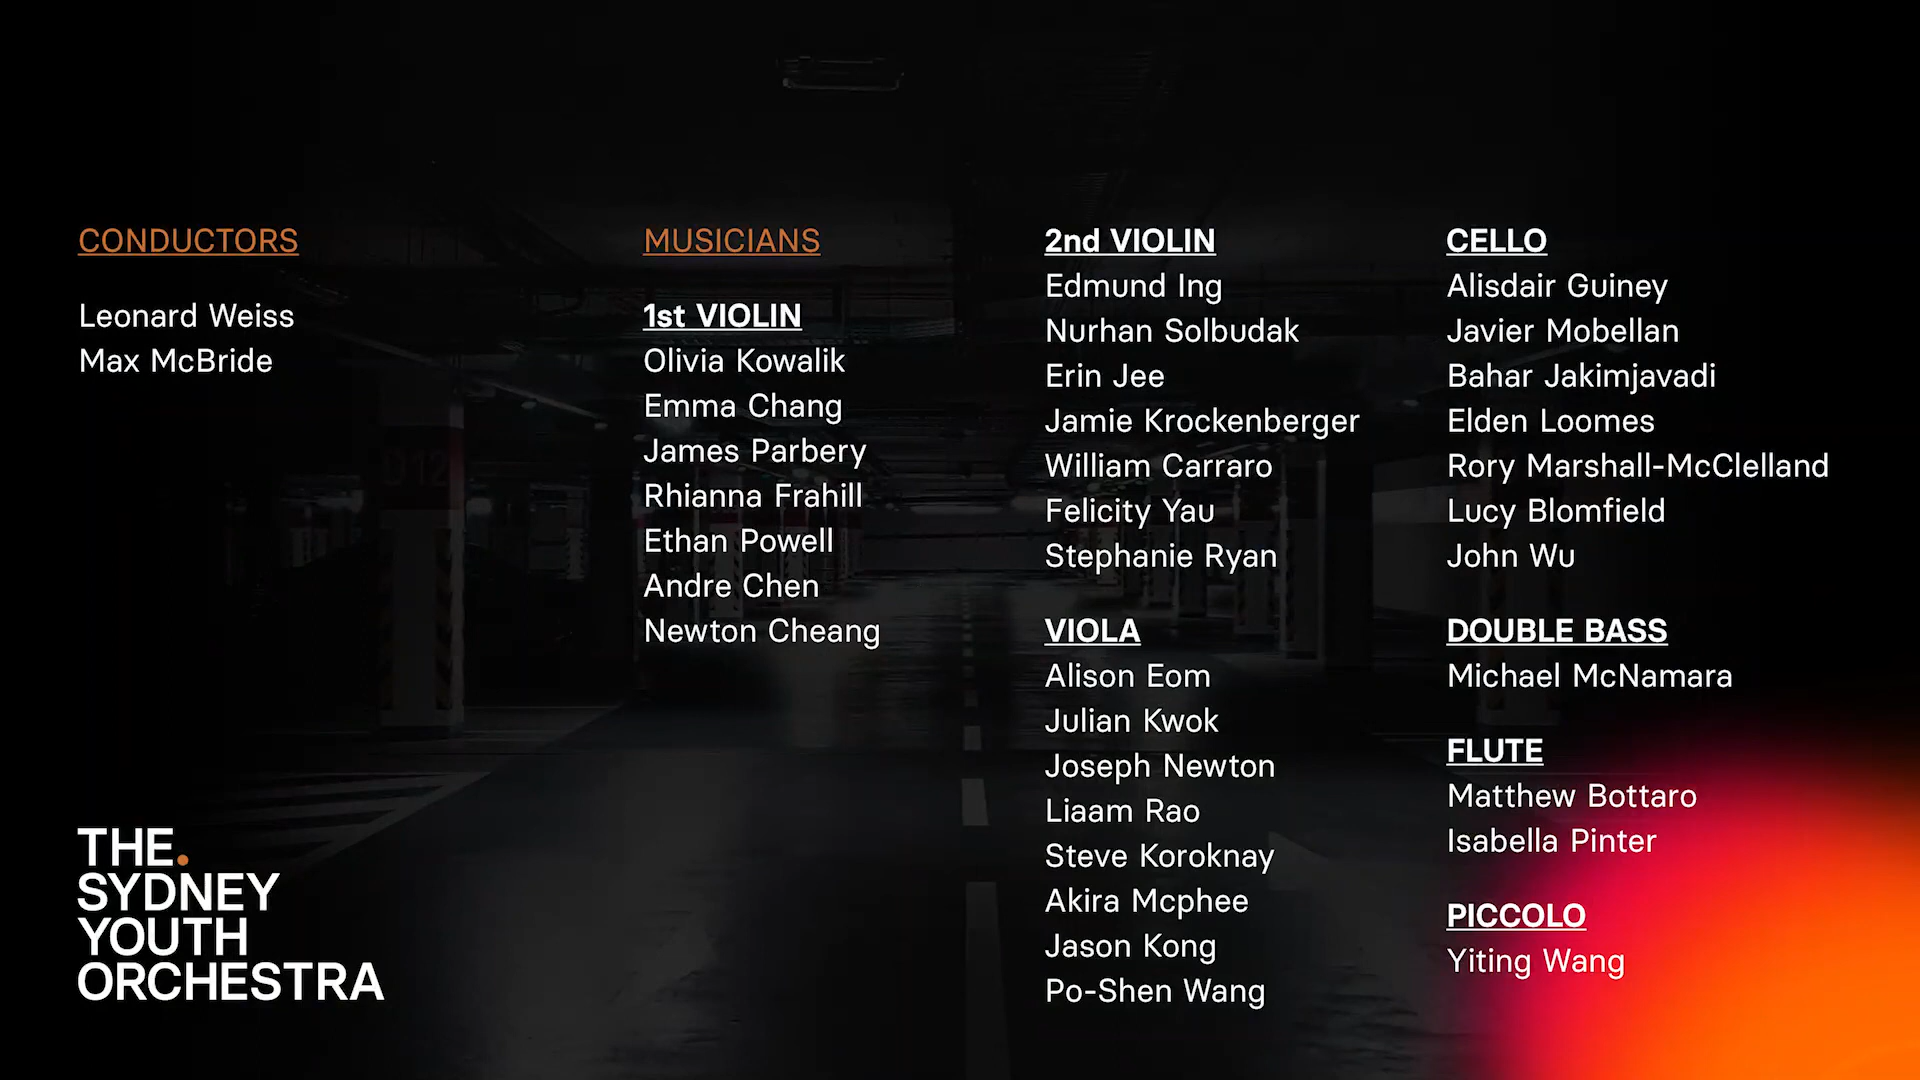 CONDUCTORS
Leonard Weiss
Max McBride
MUSICIANS
1st VIOLIN
Olivia Kowalik
Emma Chang
James Parbery
Rhianna Frahill
Ethan Powell
Andre Chen
Newton Cheang
2nd VIOLIN
Edmund Ing
Nurhan Solbudak
Erin Jee
Jamie Krockenberger
William Carraro
Felicity Yau
Stephanie Ryan
VIOLA
Alison Eom
Julian Kwok
Joseph Newton
Liaam Rao
Steve Koroknay
Akira Mcphee
Jason Kong
Po-Shen Wang
CELLO
Alisdair Guiney
Javier Mobellan
Bahar Jakimjavadi
Elden Loomes
Rory Marshall-McClelland
Lucy Blomfield
John Wu
DOUBLE BASS
Michael McNamara
FLUTE
Matthew Bottaro
Isabella Pinter
PICCOLO
Yiting Wang
THE.
SYDNEY
YOUTH
ORCHESTRA
D12